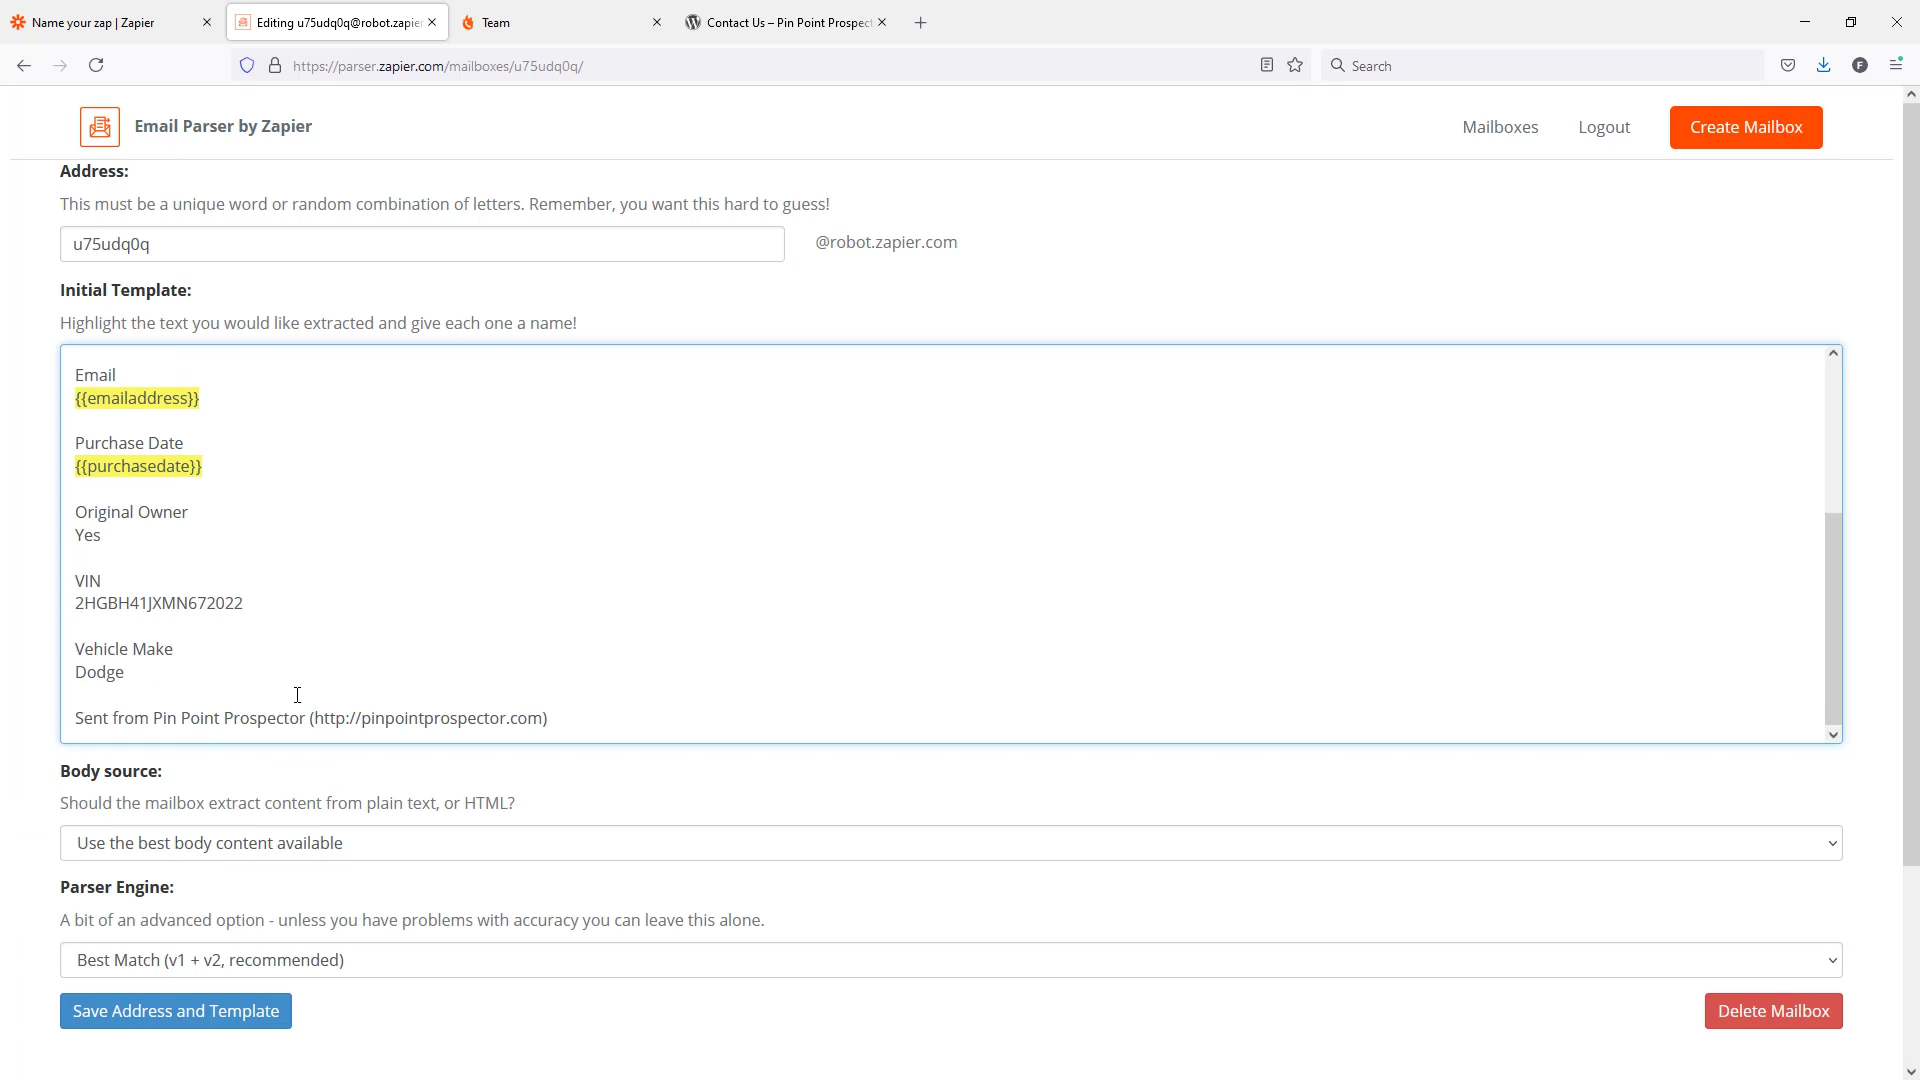 Name your zap | Zapier
Editing u75udq0q@robot.zapier
Team
Contact Us – Pin Point Prospect
https://parser.zapier.com/mailboxes/u75udq0q/
Search
F
Email Parser by Zapier
Mailboxes
Logout
Create Mailbox
Address:
This must be a unique word or random combination of letters. Remember, you want this hard to guess!
u75udq0q
@robot.zapier.com
Initial Template:
Highlight the text you would like extracted and give each one a name!
Email
{{emailaddress}}
Purchase Date
{{purchasedate}}
Original Owner
Yes
VIN
2HGBH41JXMN672022
Vehicle Make
Dodge
Sent from Pin Point Prospector (http://pinpointprospector.com)
Body source:
Should the mailbox extract content from plain text, or HTML?
Use the best body content available
Parser Engine:
A bit of an advanced option - unless you have problems with accuracy you can leave this alone.
Best Match (v1 + v2, recommended)
Save Address and Template
Delete Mailbox